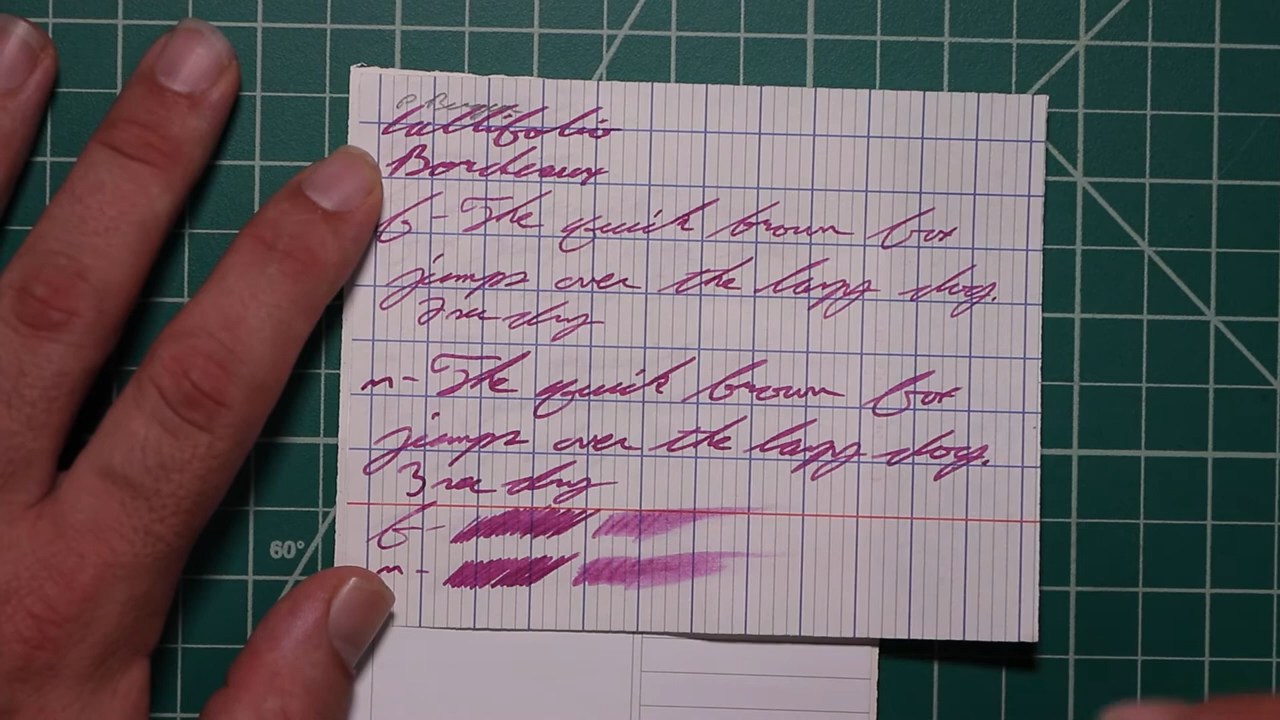 Callifolio
Bordeaux
f - The quick brown fox
jumps over the lazy dog.
dry
m - The quick brown fox
jumps over the lazy dog.
3 dry
f -
m -
60°